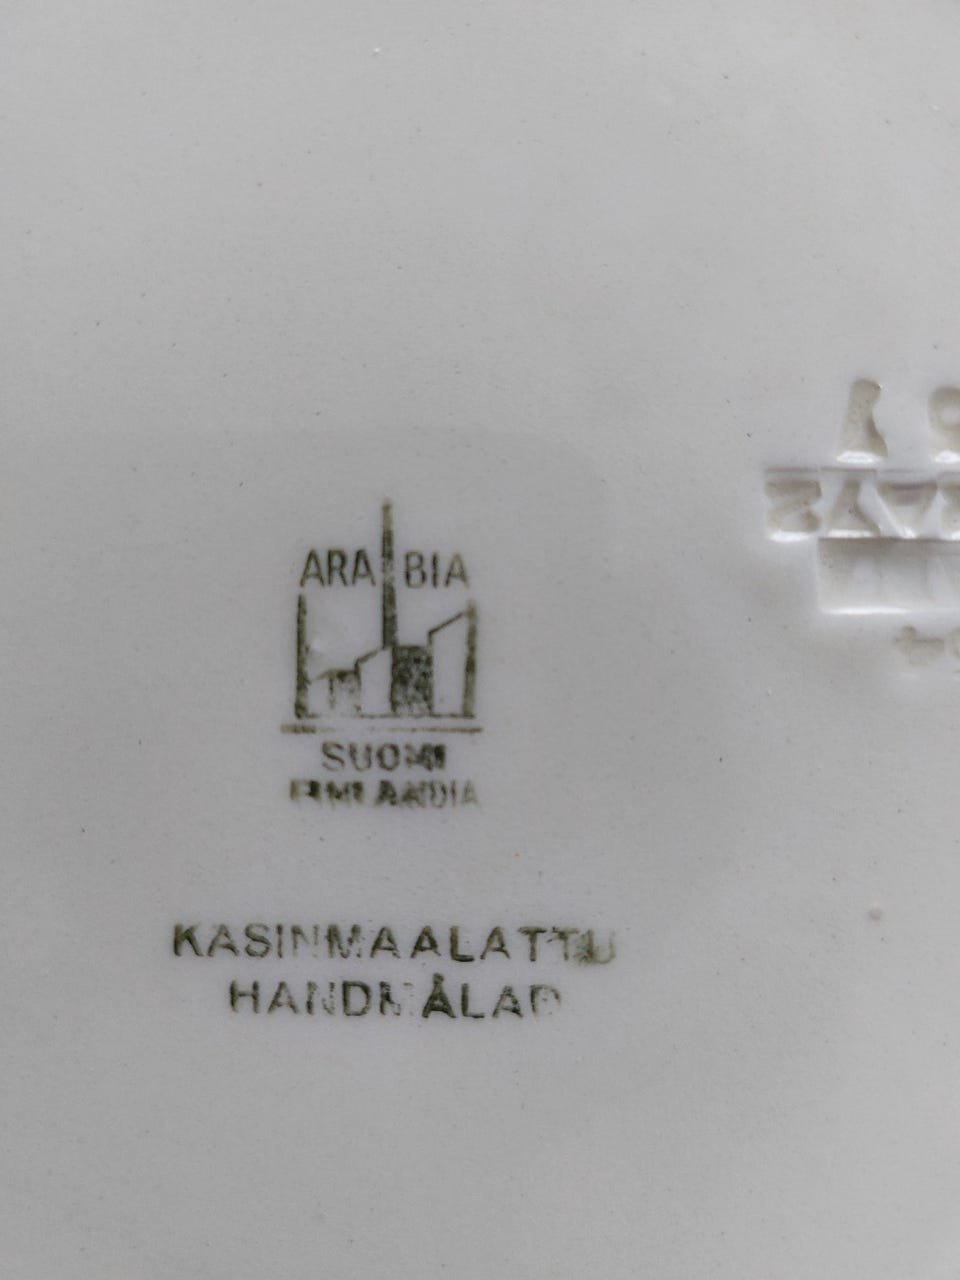 ARABIA
SUOMI
FINLANDIA
KASINMAALATTU
HANDMÅLAD